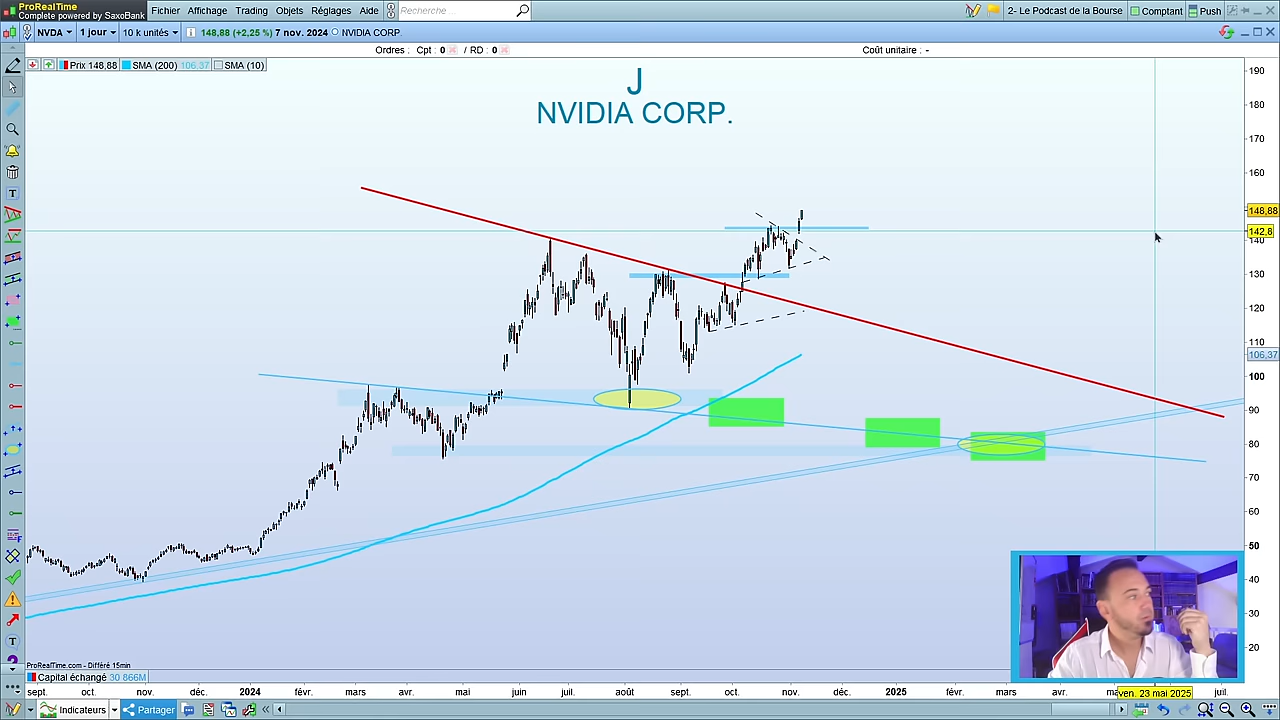 ProRealTime
Complete powered by SaxoBank
Fichier Affichage Trading Objets Réglages Aide Recherche...
2- Le Podcast de la Bourse Comptant Push
NVDA 1 jour 10 k unités 148,88 (+2,25 %) 7 nov. 2024 NVIDIA CORP.
Ordres : Cpt : 0 / RD : 0 Coût unitaire : -
Prix 148,88 SMA (200) 106,37 SMA (10)
J
NVIDIA CORP.
190
180
170
160
148,88
142,8
140
130
120
110
106,37
100
90
80
70
60
50
40
30
20
ProRealTime.com - Différé 15min
Capital échangé 30 866M
sept. oct. nov. déc. 2024 févr. mars avr. mai juin juil. août sept. oct. nov. déc. 2025 févr. mars avr. ven. 23 mai 2025 juil.
Indicateurs Partager